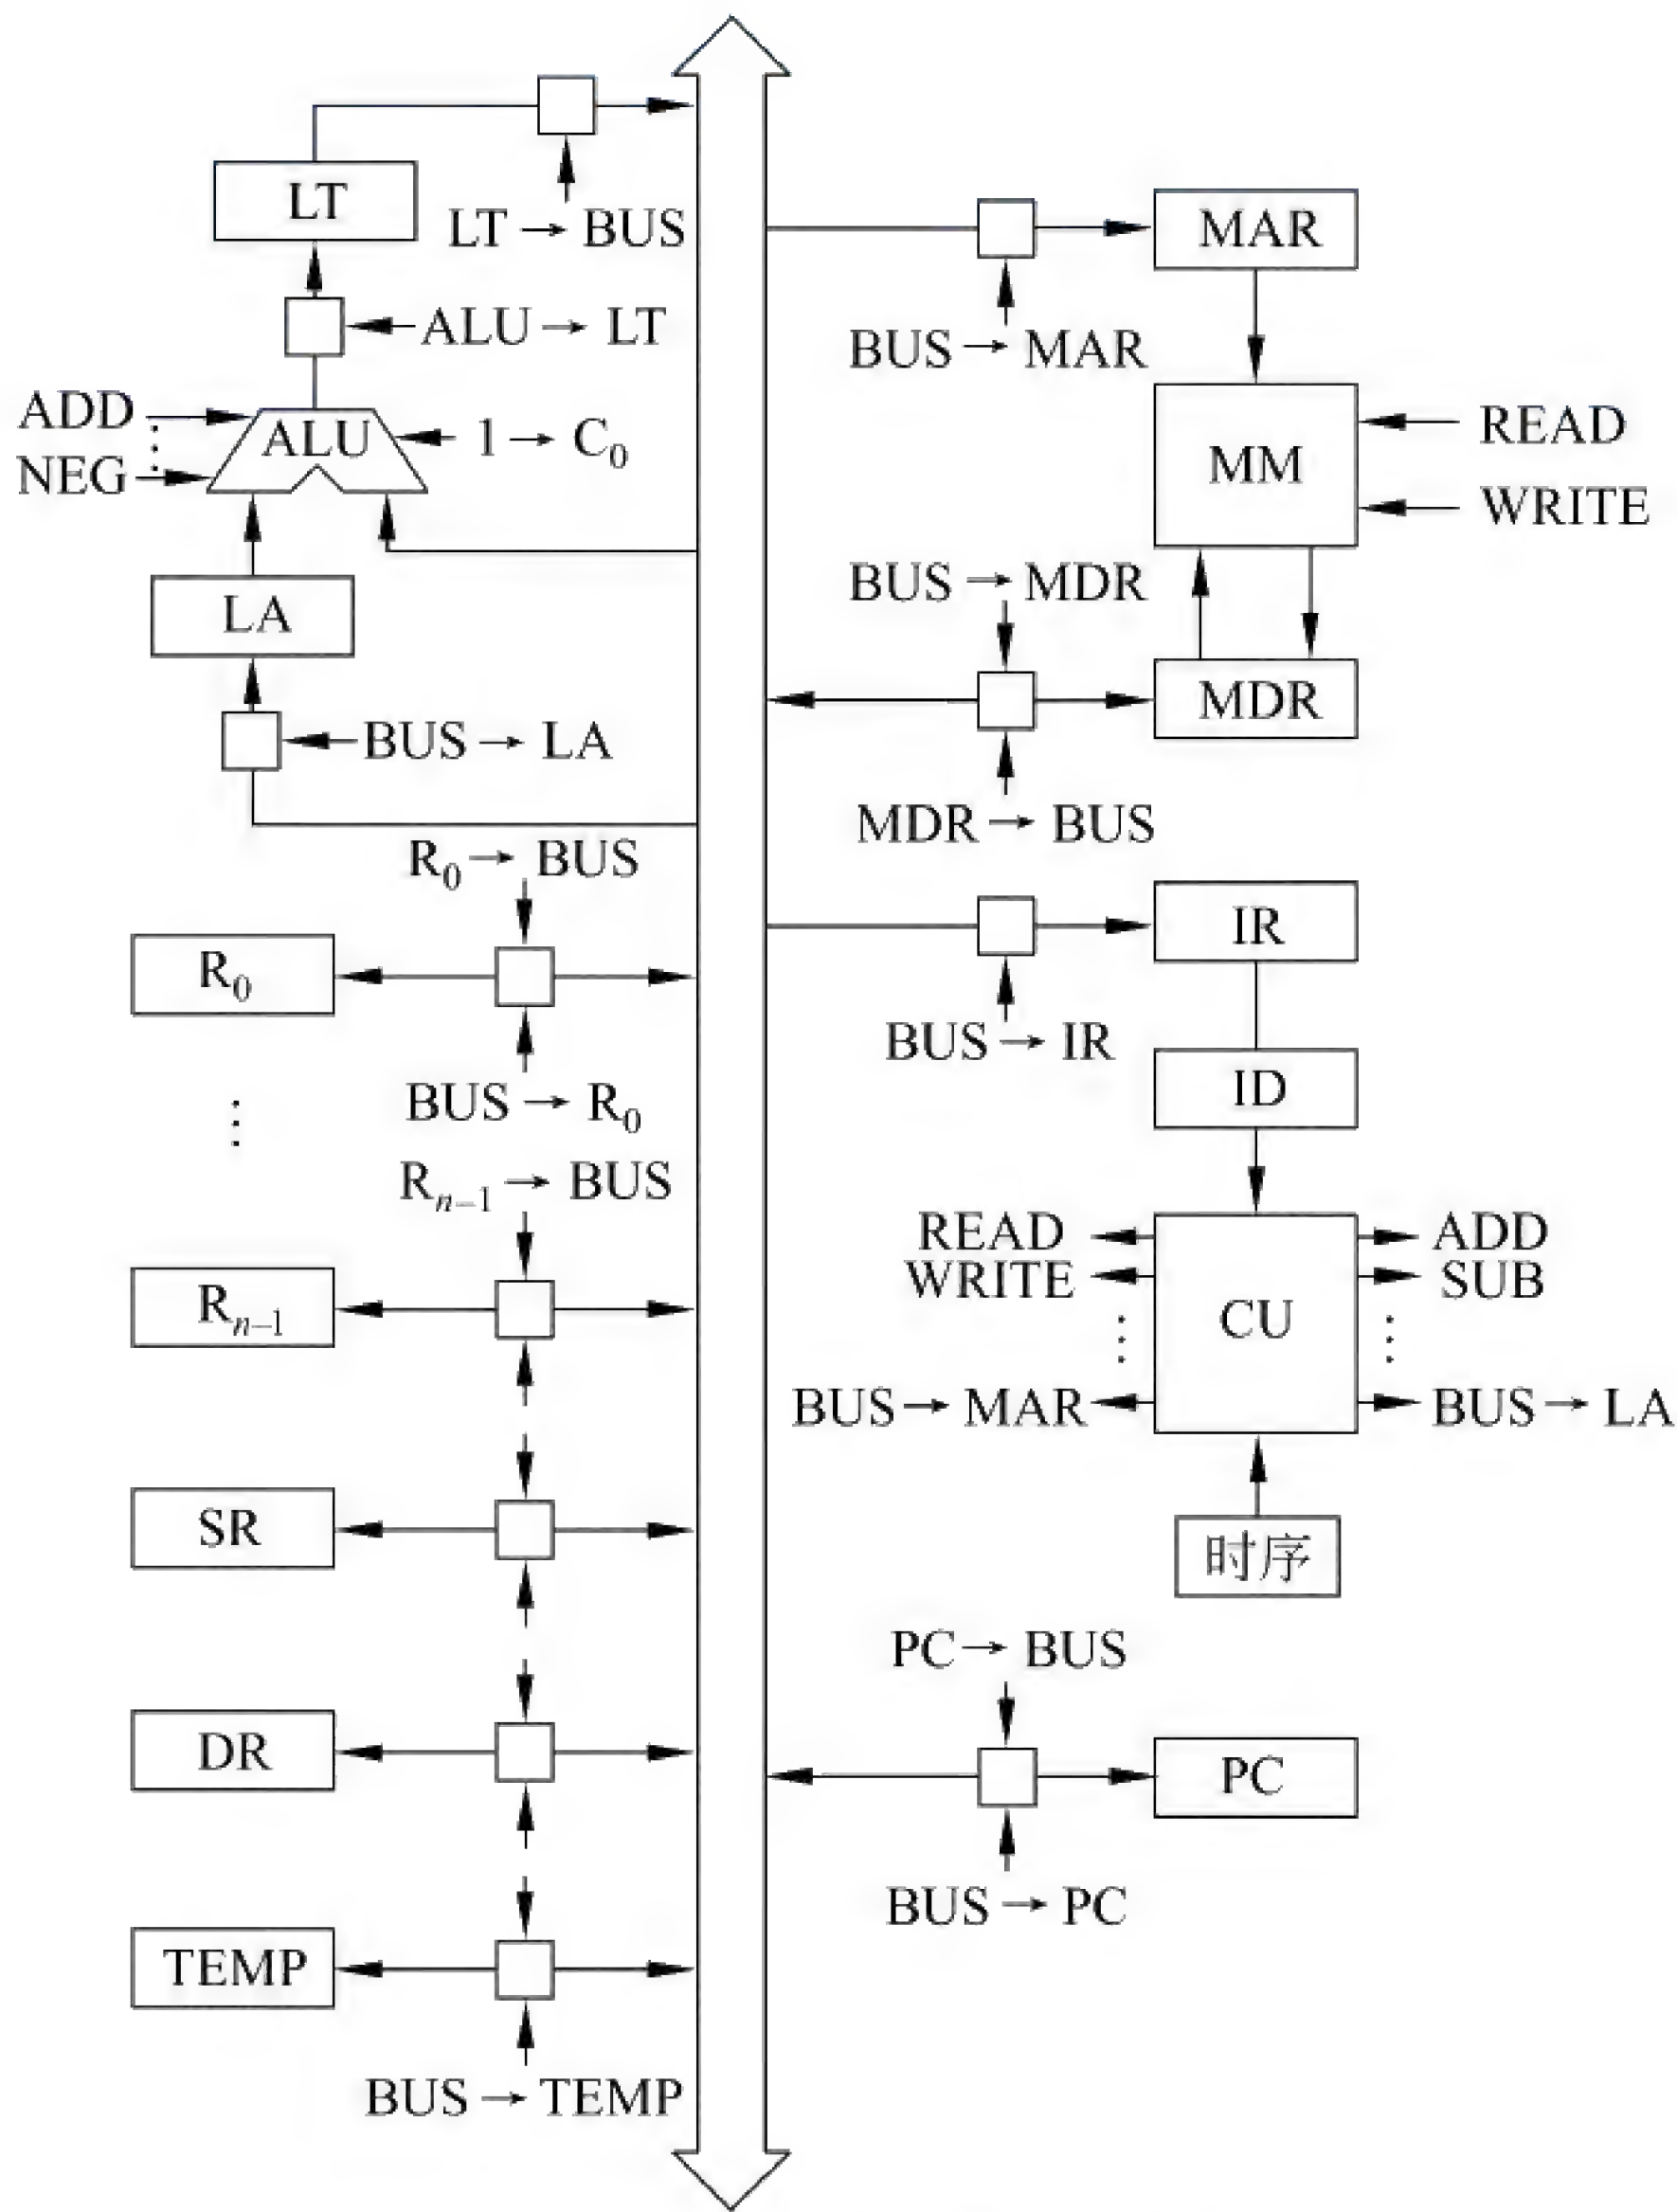 LT
LT → BUS
ALU → LT
ADD
NEG
ALU
1 → C₀
LA
BUS → LA
R₀ → BUS
R₀
BUS → R₀
Rₙ₋₁ → BUS
Rₙ₋₁
SR
DR
TEMP
BUS → TEMP
MAR
BUS → MAR
MM
READ
WRITE
BUS → MDR
MDR
MDR → BUS
IR
BUS → IR
ID
READ
WRITE
BUS → MAR
CU
ADD
SUB
BUS → LA
时序
PC → BUS
PC
BUS → PC